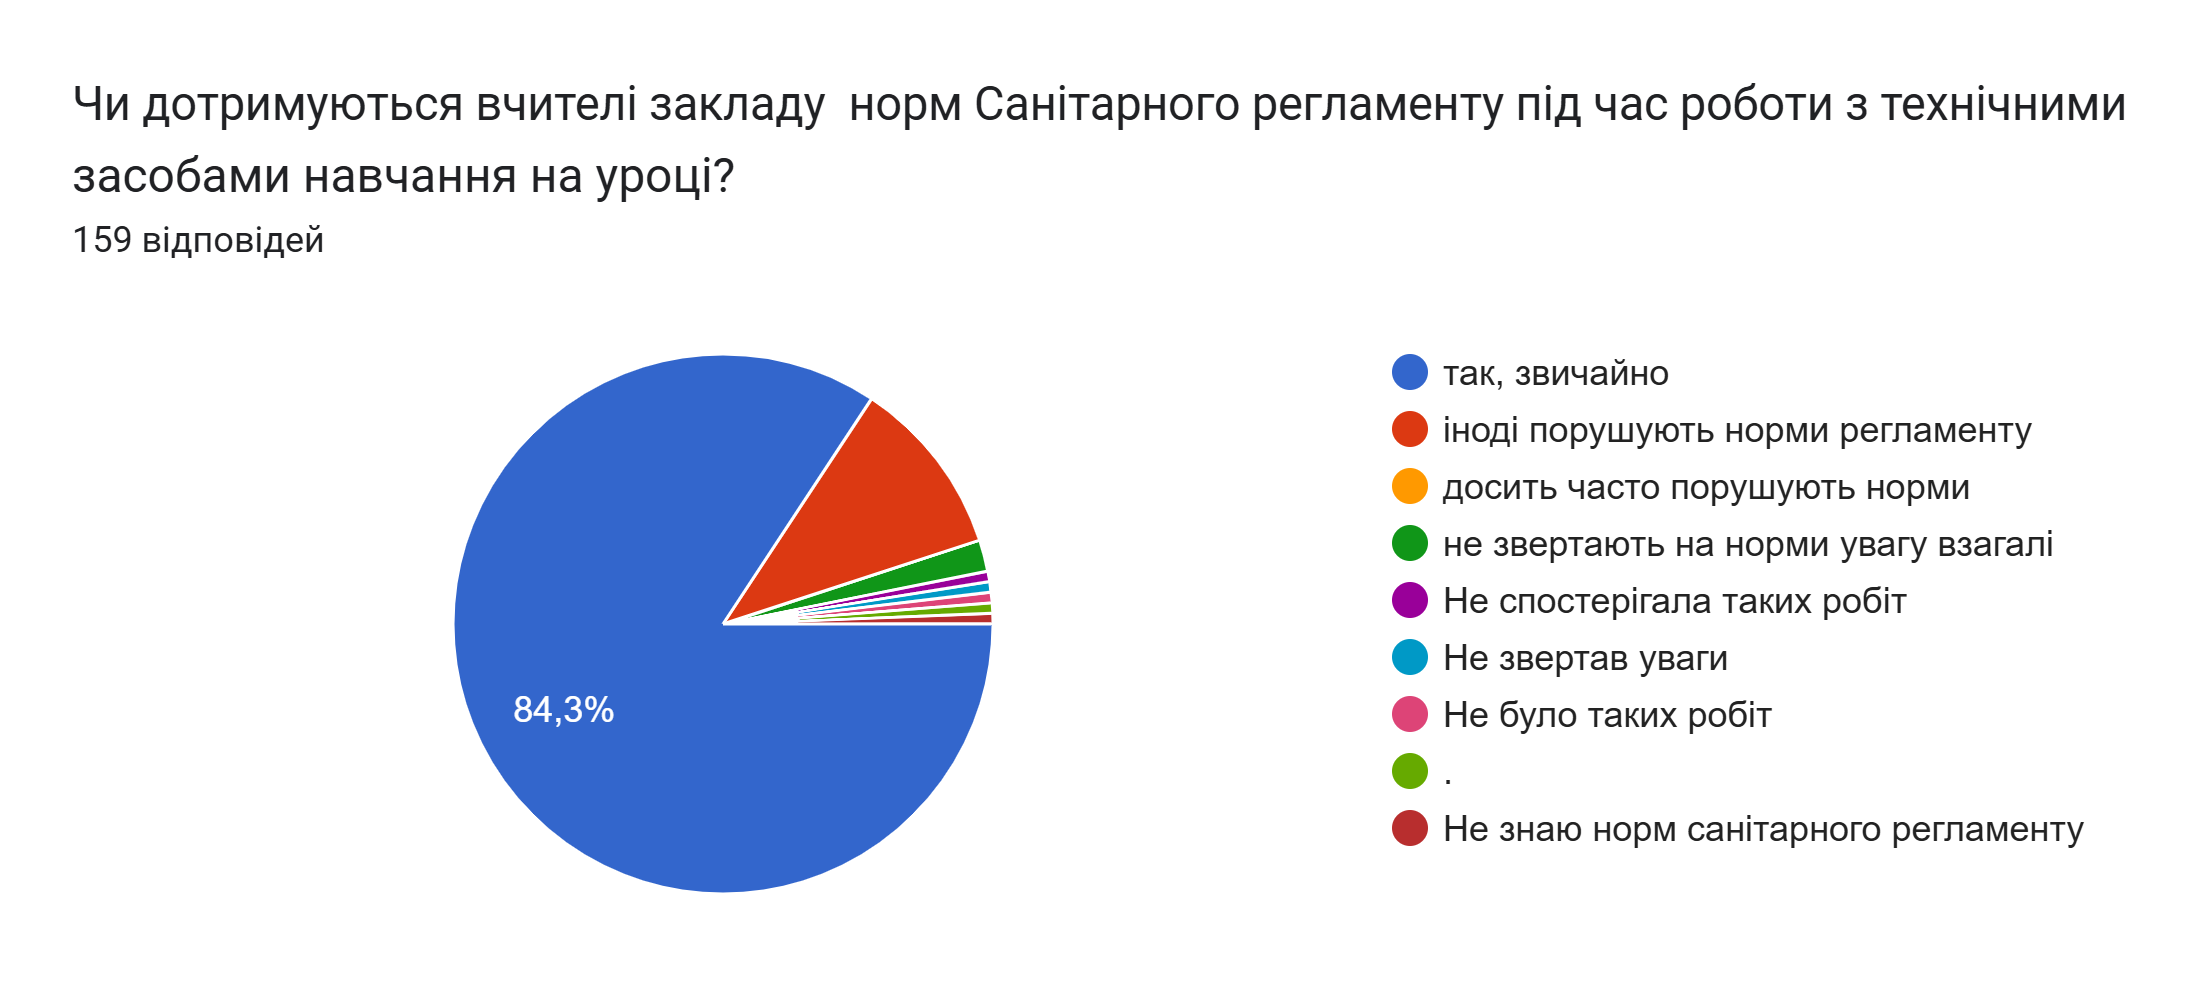 Чи дотримуються вчителі закладу  норм Санітарного регламенту під час роботи з технічними
засобами навчання на уроці?
159 відповідей
84,3%
так, звичайно
іноді порушують норми регламенту
досить часто порушують норми
не звертають на норми увагу взагалі
Не спостерігала таких робіт
Не звертав уваги
Не було таких робіт
.
Не знаю норм санітарного регламенту